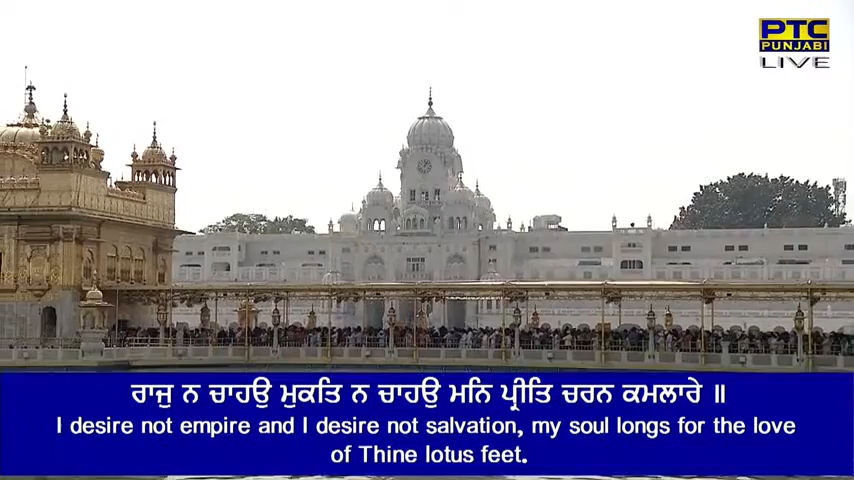 PTC
PUNJABI
LIVE
ਰਾਜੁ ਨ ਚਾਹਉ ਮੁਕਤਿ ਨ ਚਾਹਉ ਮਨਿ ਪ੍ਰੀਤਿ ਚਰਨ ਕਮਲਾਰੇ ॥
I desire not empire and I desire not salvation, my soul longs for the love
of Thine lotus feet.